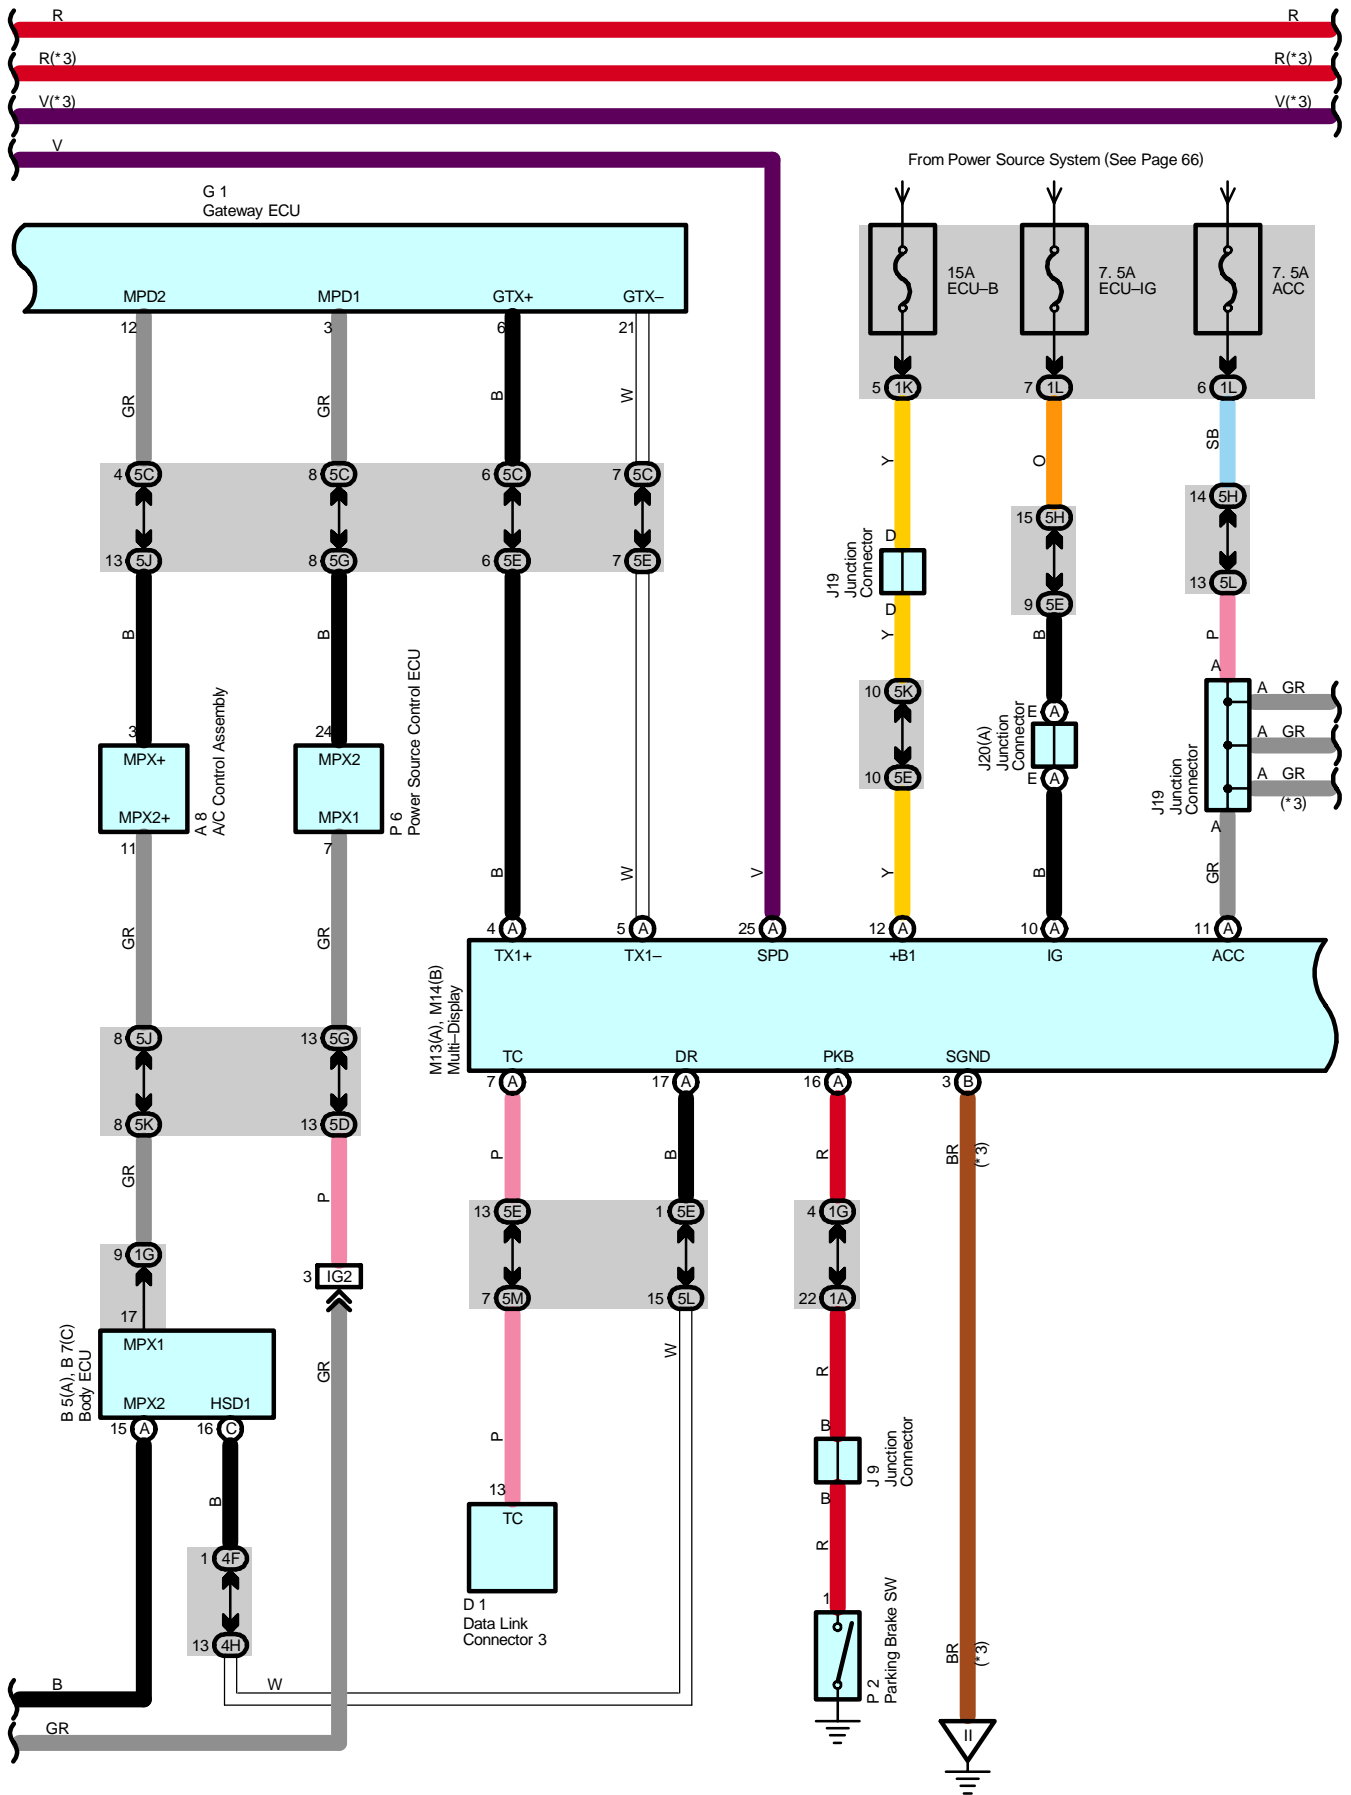 R
R
R(*3)
R(*3)
V(*3)
V(*3)
V
From Power Source System (See Page 66)
G 1
Gateway ECU
MPD2
MPD1
GTX+
GTX–
12
3
6
21
15A
ECU–B
7. 5A
ECU–IG
7. 5A
ACC
5 1K
7 1L
6 1L
GR
GR
B
W
Y
O
SB
4 5C
8 5C
6 5C
7 5C
13 5J
8 5G
6 5E
7 5E
14 5H
15 5H
D
J19
Junction
Connector
D
9 5E
13 5L
B
B
Y
B
P
A
10 5K
10 5E
E A
J20(A)
Junction
Connector
E A
A GR
A GR
A GR
(*3)
J19
Junction
Connector
A
3
MPX+
MPX2+
11
A 8
A/C Control Assembly
24
MPX2
MPX1
7
P 6
Power Source Control ECU
B
W
V
Y
B
GR
GR
GR
4 A
5 A
25 A
12 A
10 A
11 A
TX1+
TX1–
SPD
+B1
IG
ACC
M13(A), M14(B)
Multi–Display
TC
DR
PKB
SGND
7 A
17 A
16 A
3 B
8 5J
13 5G
8 5K
13 5D
GR
P
P
B
R
BR
(*3)
13 5E
1 5E
4 1G
7 5M
15 5L
22 1A
9 1G
3 IG2
17
MPX1
MPX2
HSD1
B 5(A), B 7(C)
Body ECU
15 A
16 C
GR
W
R
P
B
J 9
Junction
Connector
B
R
13
TC
D 1
Data Link
Connector 3
B
1 4F
13 4H
1
P 2
Parking Brake SW
BR
(*3)
B
W
GR
II